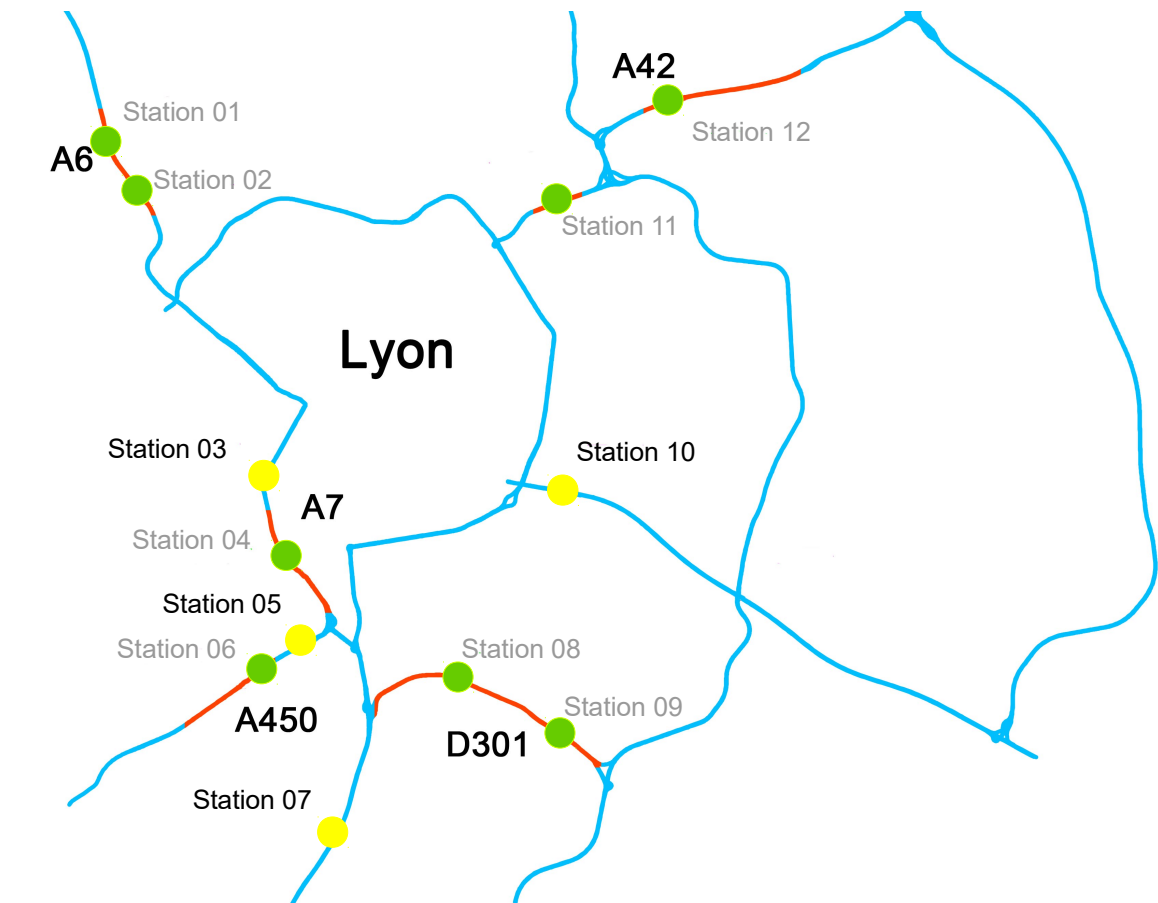 A42
Station 01
Station 12
A6
Station 02
Station 11
Lyon
Station 03
Station 10
A7
Station 04
Station 05
Station 06
Station 08
Station 09
A450
D301
Station 07